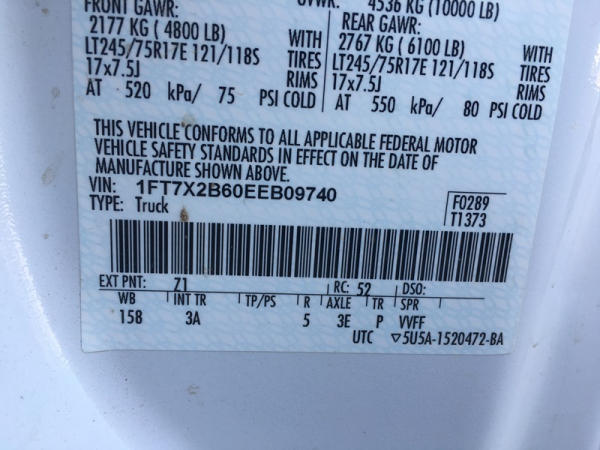 FRONT GAWR:
2177 KG ( 4800 LB) WITH
LT245/75R17E 121/118S TIRES
17x7.5J RIMS
AT 520 kPa/ 75 PSI COLD
GVWR: 4536 KG (10000 LB)
REAR GAWR:
2767 KG ( 6100 LB) WITH
LT245/75R17E 121/118S TIRES
17x7.5J RIMS
AT 550 kPa/ 80 PSI COLD
THIS VEHICLE CONFORMS TO ALL APPLICABLE FEDERAL MOTOR
VEHICLE SAFETY STANDARDS IN EFFECT ON THE DATE OF
MANUFACTURE SHOWN ABOVE.
VIN: 1FT7X2B60EEB09740
TYPE: Truck
F0289
T1373
EXT PNT: 71 RC: 52 DSO:
WB INT TR TP/PS R AXLE TR SPR
158 3A 5 3E P VVFF
UTC ▽5U5A-1520472-BA